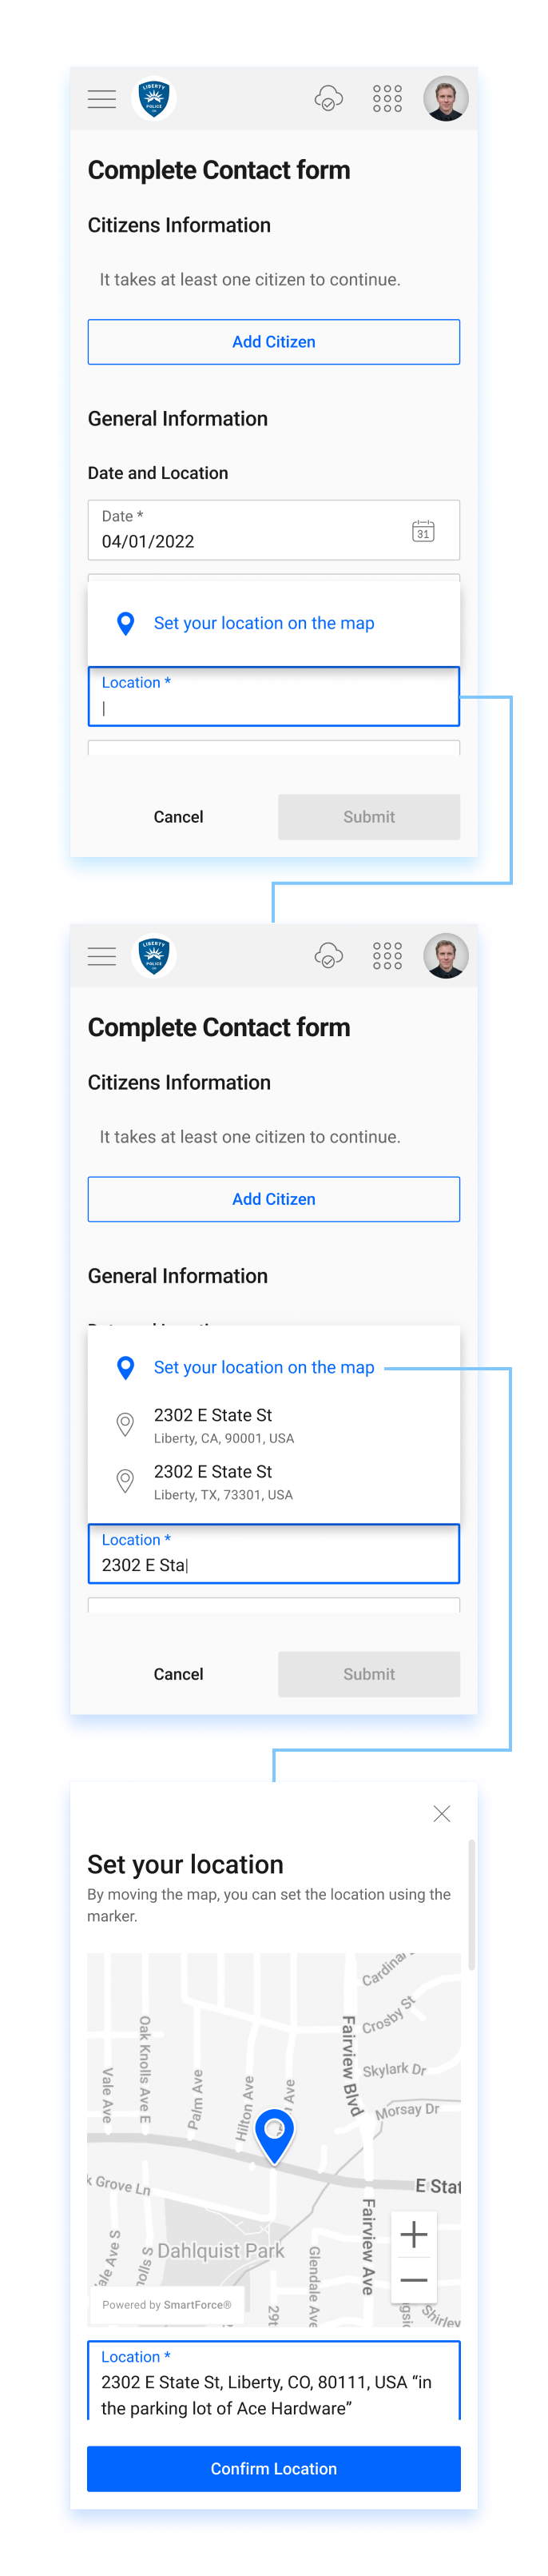 LIBERTY
POLICE
Complete Contact form
Citizens Information
It takes at least one citizen to continue.
Add Citizen
General Information
Date and Location
Date *
04/01/2022
31
Set your location on the map
Location *
Cancel
Submit
LIBERTY
POLICE
Complete Contact form
Citizens Information
It takes at least one citizen to continue.
Add Citizen
General Information
Set your location on the map
2302 E State St
Liberty, CA, 90001, USA
2302 E State St
Liberty, TX, 73301, USA
Location *
2302 E Sta
Cancel
Submit
Set your location
By moving the map, you can set the location using the
marker.
Cardinal
Crosby St
Oak Knolls Ave E
Fairview Blvd
Skylark Dr
Vale Ave
Palm Ave
Hilton Ave
Ave
Morsay Dr
k Grove Ln
E Stat
Fairview Ave
ale Ave S
olls S
Dahlquist Park
Glendale Ave
29t
Shirley
Powered by SmartForce®
Location *
2302 E State St, Liberty, CO, 80111, USA “in
the parking lot of Ace Hardware”
Confirm Location